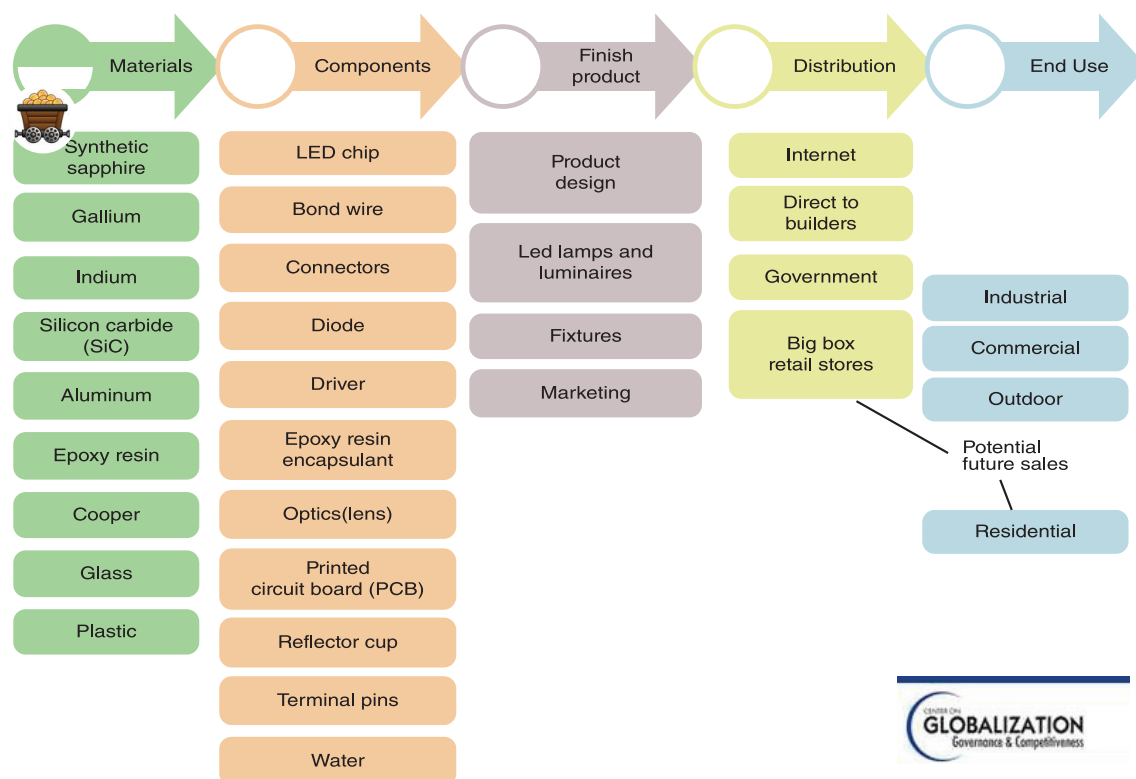 Materials
Components
Finish
product
Distribution
End Use
Synthetic
sapphire
Gallium
Indium
Silicon carbide
(SiC)
Aluminum
Epoxy resin
Cooper
Glass
Plastic
LED chip
Bond wire
Connectors
Diode
Driver
Epoxy resin
encapsulant
Optics(lens)
Printed
circuit board (PCB)
Reflector cup
Terminal pins
Water
Product
design
Led lamps and
luminaires
Fixtures
Marketing
Internet
Direct to
builders
Government
Big box
retail stores
Industrial
Commercial
Outdoor
Potential
future sales
Residential
CENTER ON
GLOBALIZATION
Governance & Competitiveness